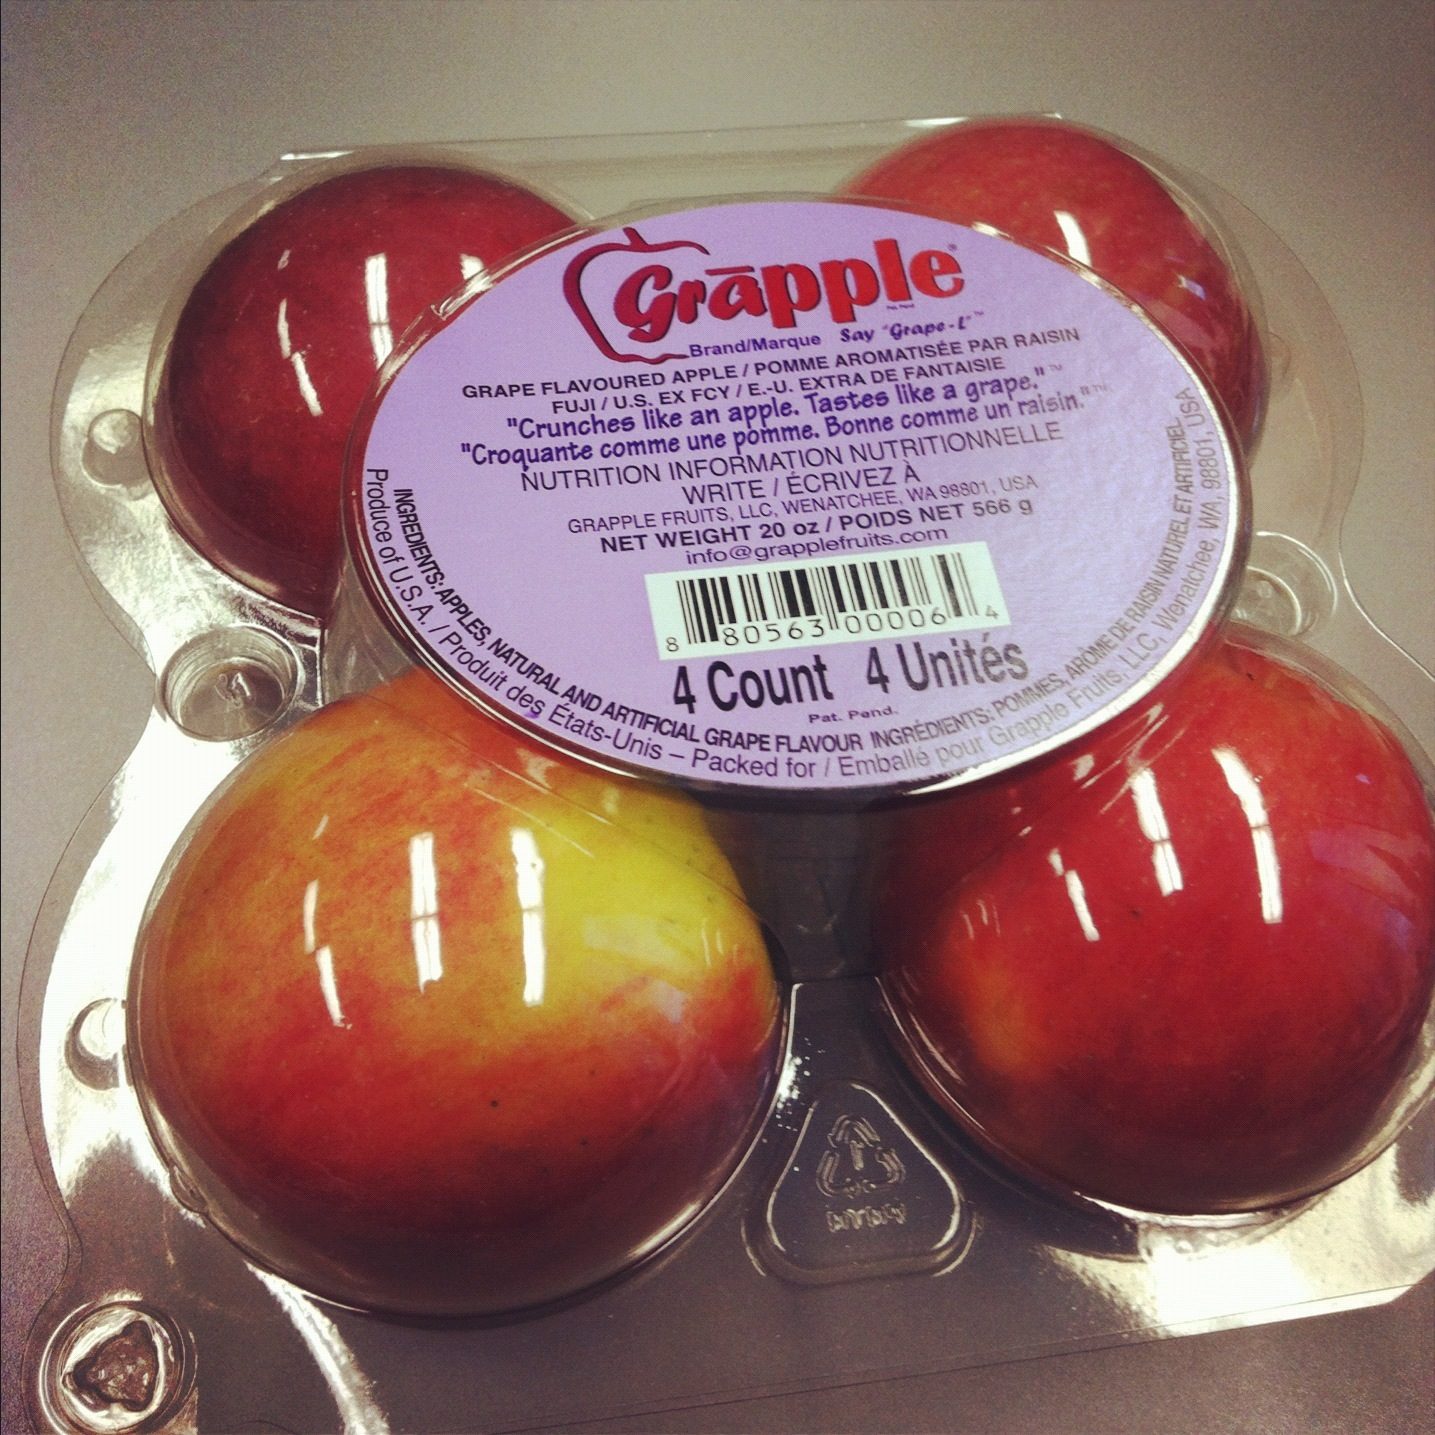 Grāpple®
Pat. Pend.
Brand/Marque Say "Grape-L"™
GRAPE FLAVOURED APPLE / POMME AROMATISÉE PAR RAISIN
FUJI / U.S. EX FCY / E.-U. EXTRA DE FANTAISIE
"Crunches like an apple. Tastes like a grape."™
"Croquante comme une pomme. Bonne comme un raisin."™
NUTRITION INFORMATION NUTRITIONNELLE
WRITE / ÉCRIVEZ À
GRAPPLE FRUITS, LLC, WENATCHEE, WA 98801, USA
NET WEIGHT 20 oz / POIDS NET 566 g
info@grapplefruits.com
8 80563 00006 4
4 Count 4 Unités
Pat. Pend.
INGREDIENTS: APPLES, NATURAL AND ARTIFICIAL GRAPE FLAVOUR INGRÉDIENTS: POMMES, ARÔME DE RAISIN NATUREL ET ARTIFICIEL
Produce of U.S.A. / Produit des États-Unis – Packed for / Emballé pour Grapple Fruits, LLC, Wenatchee, WA, 98801, USA